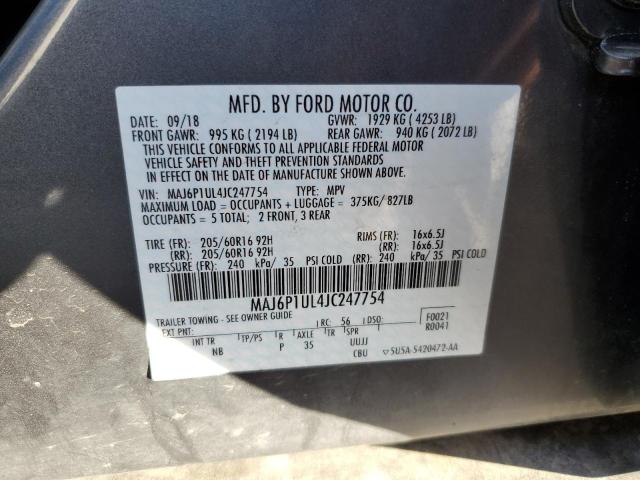 MFD. BY FORD MOTOR CO.
DATE: 09/18 GVWR: 1929 KG ( 4253 LB)
FRONT GAWR: 995 KG ( 2194 LB) REAR GAWR: 940 KG ( 2072 LB)
THIS VEHICLE CONFORMS TO ALL APPLICABLE FEDERAL MOTOR
VEHICLE SAFETY AND THEFT PREVENTION STANDARDS
IN EFFECT ON THE DATE OF MANUFACTURE SHOWN ABOVE.
VIN: MAJ6P1UL4JC247754 TYPE: MPV
MAXIMUM LOAD = OCCUPANTS + LUGGAGE = 375KG/ 827LB
OCCUPANTS = 5 TOTAL; 2 FRONT, 3 REAR
TIRE (FR): 205/60R16 92H RIMS (FR): 16x6.5J
(RR): 205/60R16 92H (RR): 16x6.5J
PRESSURE (FR): 240 kPa/ 35 PSI COLD (RR): 240 kPa/ 35 PSI COLD
MAJ6P1UL4JC247754
TRAILER TOWING - SEE OWNER GUIDE F0021
EXT PNT: RC: 56 DSO: R0041
INT TR TP/PS R AXLE TR SPR UUJJ
NB P 35 CBU SU5A-5420472-AA